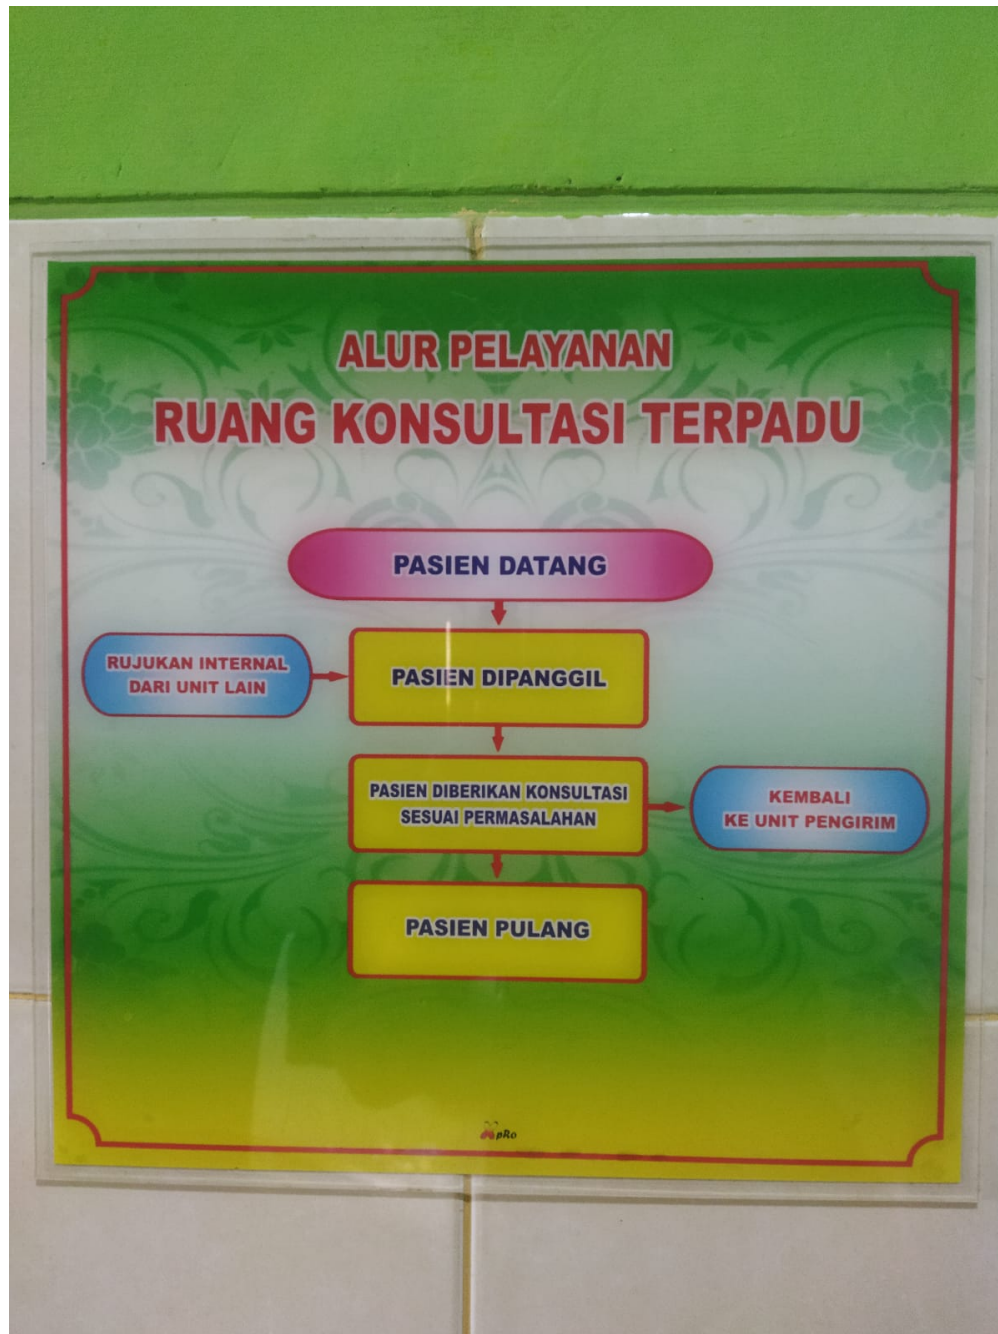 ALUR PELAYANAN
RUANG KONSULTASI TERPADU
PASIEN DATANG
RUJUKAN INTERNAL
DARI UNIT LAIN
PASIEN DIPANGGIL
PASIEN DIBERIKAN KONSULTASI
SESUAI PERMASALAHAN
KEMBALI
KE UNIT PENGIRIM
PASIEN PULANG
pRo